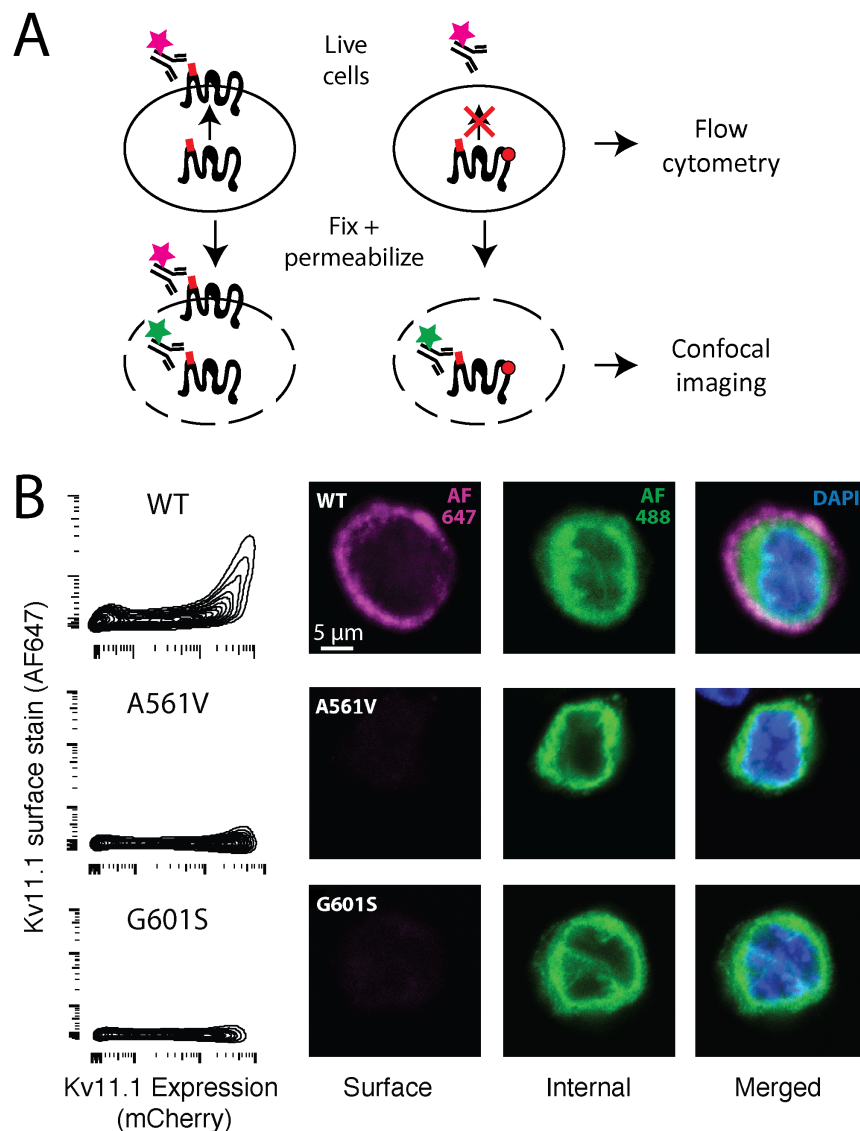 A
Live
cells
Flow
cytometry
Fix +
permeabilize
Confocal
imaging
B
Kv11.1 surface stain (AF647)
WT
WT
AF
647
AF
488
DAPI
5 µm
A561V
A561V
G601S
G601S
Kv11.1 Expression
(mCherry)
Surface
Internal
Merged